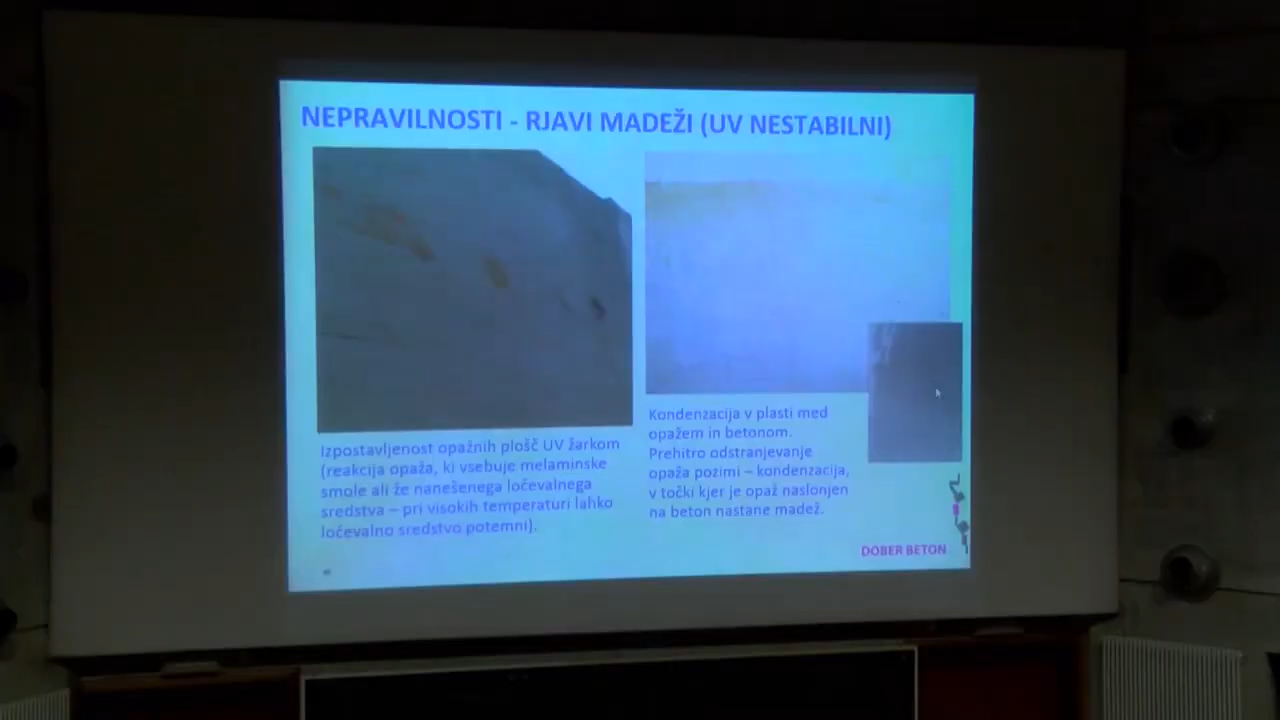 NEPRAVILNOSTI - RJAVI MADEŽI (UV NESTABILNI)
Izpostavljenost opažnih plošč UV žarkom
(reakcija opaža, ki vsebuje melaminske
smole ali že nanešenega ločevalnega
sredstva – pri visokih temperaturi lahko
ločevalno sredstvo potemni).
Kondenzacija v plasti med
opažem in betonom.
Prehitro odstranjevanje
opaža pozimi – kondenzacija,
v točki kjer je opaž naslonjen
na beton nastane madež.
DOBER BETON